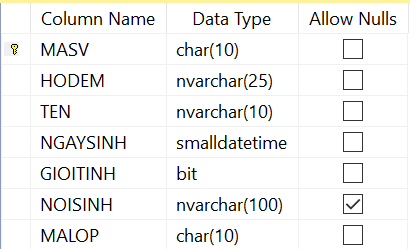 Column Name Data Type Allow Nulls
MASV char(10)
HODEM nvarchar(25)
TEN nvarchar(10)
NGAYSINH smalldatetime
GIOITINH bit
NOISINH nvarchar(100)
MALOP char(10)